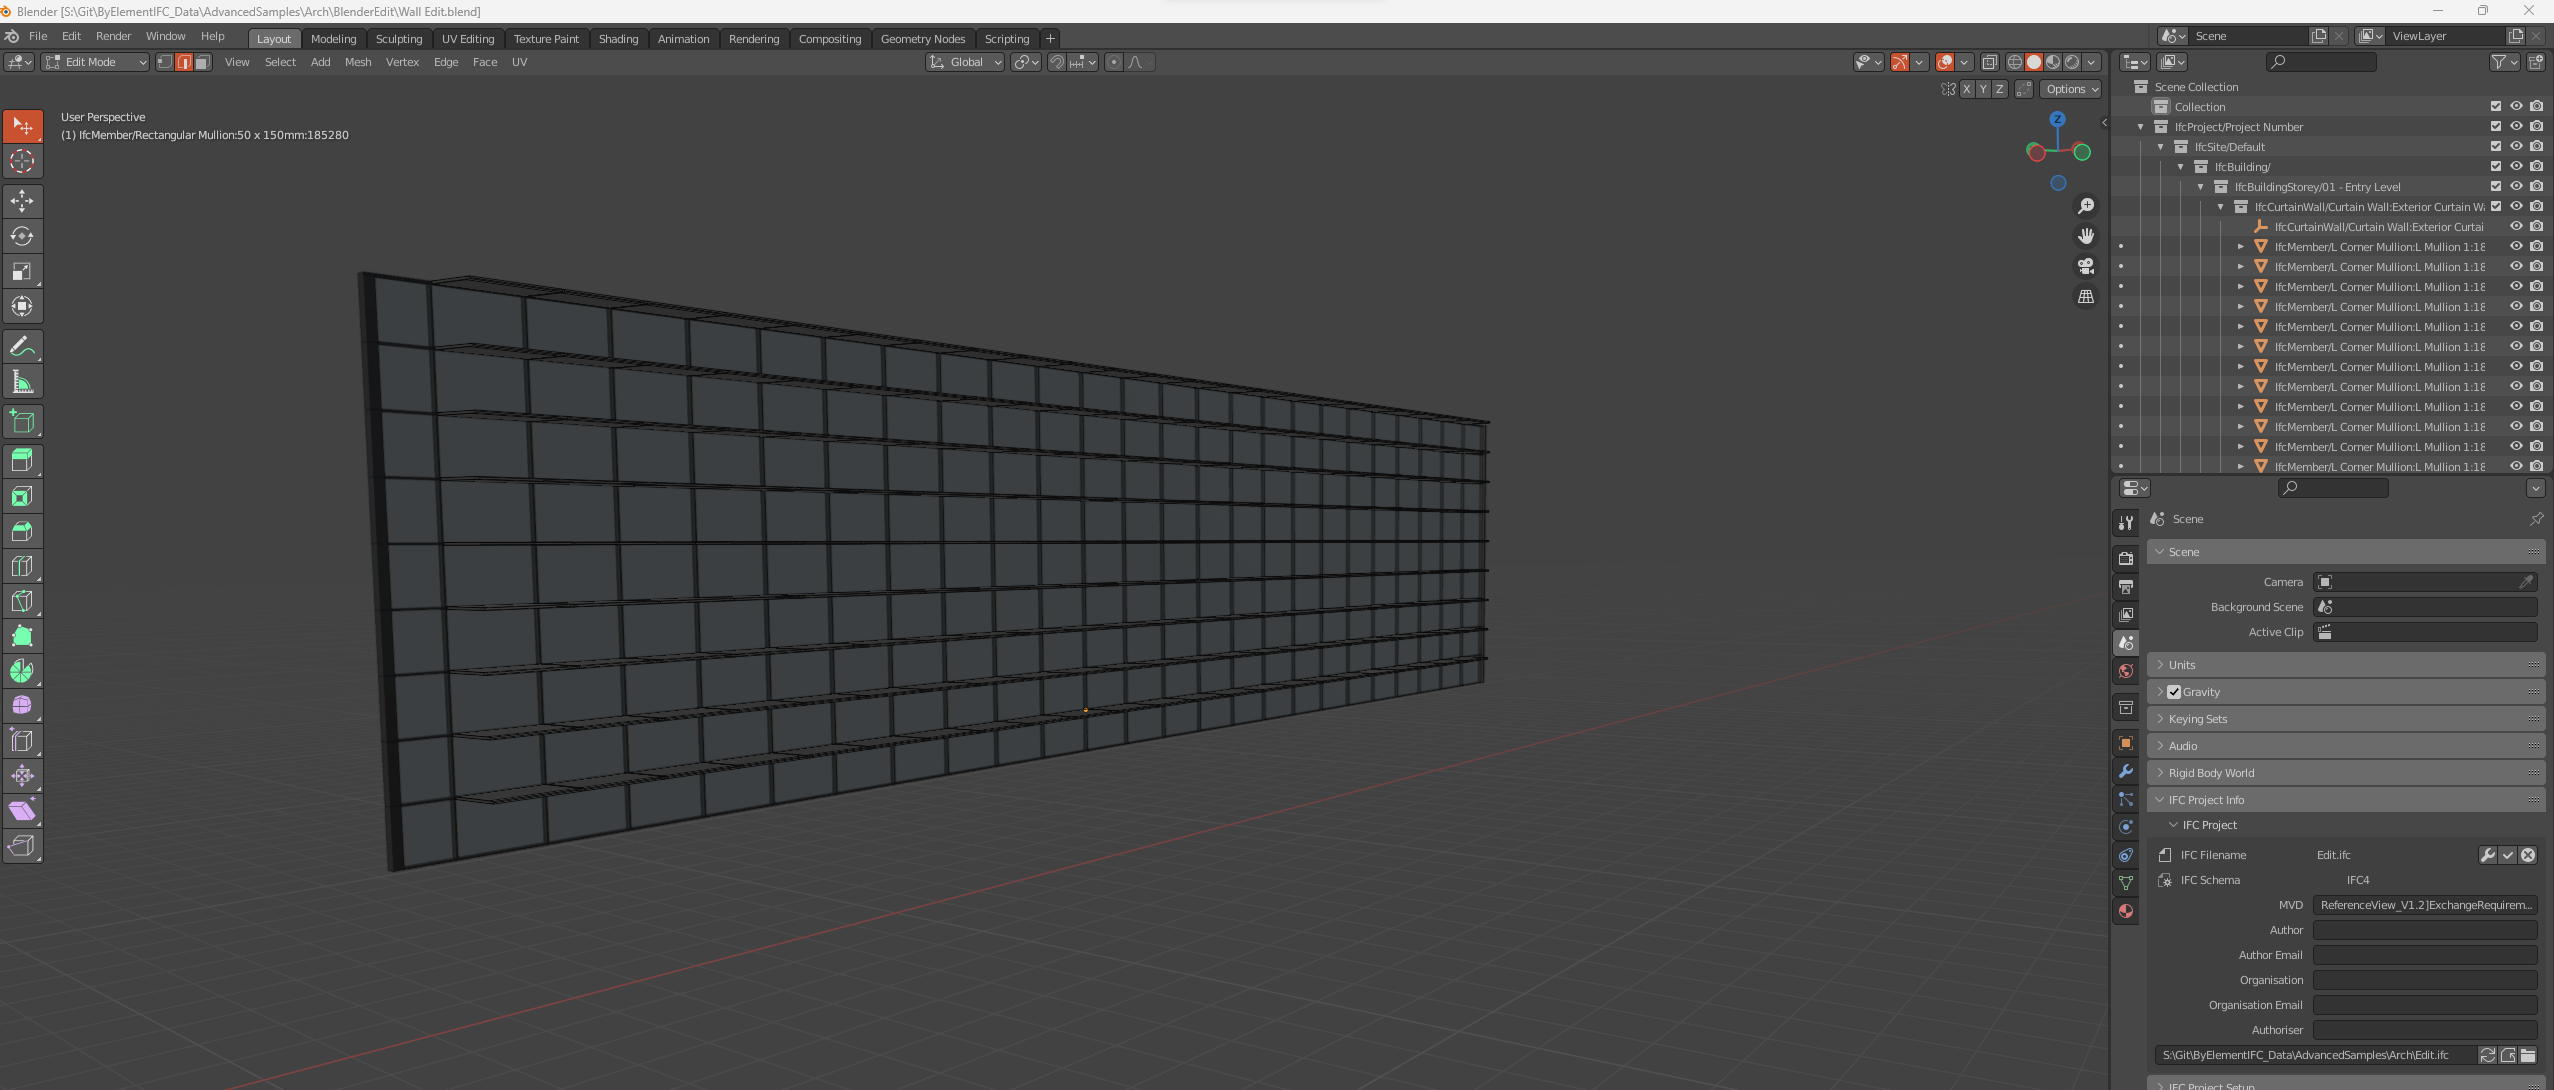 Blender [S:\Git\ByElementIFC_Data\AdvancedSamples\Arch\BlenderEdit\Wall Edit.blend]
File Edit Render Window Help Layout Modeling Sculpting UV Editing Texture Paint Shading Animation Rendering Compositing Geometry Nodes Scripting + Scene ViewLayer
Edit Mode View Select Add Mesh Vertex Edge Face UV Global
X Y Z Options
User Perspective
(1) IfcMember/Rectangular Mullion:50 x 150mm:185280
Z
Scene Collection
Collection
IfcProject/Project Number
IfcSite/Default
IfcBuilding/
IfcBuildingStorey/01 - Entry Level
IfcCurtainWall/Curtain Wall:Exterior Curtain W
IfcCurtainWall/Curtain Wall:Exterior Curtai
IfcMember/L Corner Mullion:L Mullion 1:18
IfcMember/L Corner Mullion:L Mullion 1:18
IfcMember/L Corner Mullion:L Mullion 1:18
IfcMember/L Corner Mullion:L Mullion 1:18
IfcMember/L Corner Mullion:L Mullion 1:18
IfcMember/L Corner Mullion:L Mullion 1:18
IfcMember/L Corner Mullion:L Mullion 1:18
IfcMember/L Corner Mullion:L Mullion 1:18
IfcMember/L Corner Mullion:L Mullion 1:18
IfcMember/L Corner Mullion:L Mullion 1:18
IfcMember/L Corner Mullion:L Mullion 1:18
IfcMember/L Corner Mullion:L Mullion 1:18
Scene
Scene
Camera
Background Scene
Active Clip
Units
Gravity
Keying Sets
Audio
Rigid Body World
IFC Project Info
IFC Project
IFC Filename Edit.ifc
IFC Schema IFC4
MVD ReferenceView_V1.2]ExchangeRequirem...
Author
Author Email
Organisation
Organisation Email
Authoriser
S:\Git\ByElementIFC_Data\AdvancedSamples\Arch\Edit.ifc
IFC Project Setup